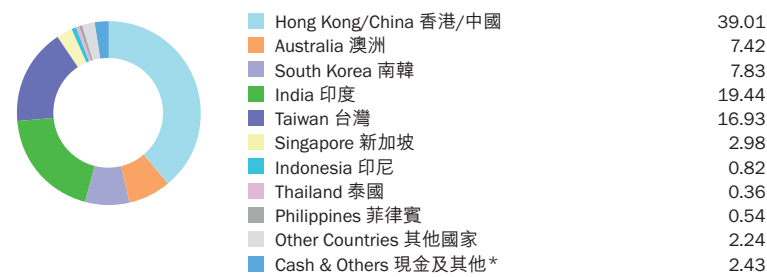 Hong Kong/China 香港/中國 39.01
Australia 澳洲 7.42
South Korea 南韓 7.83
India 印度 19.44
Taiwan 台灣 16.93
Singapore 新加坡 2.98
Indonesia 印尼 0.82
Thailand 泰國 0.36
Philippines 菲律賓 0.54
Other Countries 其他國家 2.24
Cash & Others 現金及其他* 2.43